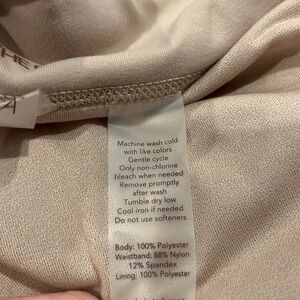 HE
Machine wash cold
with like colors
Gentle cycle
Only non-chlorine
bleach when needed
Remove promptly
after wash
Tumble dry low
Cool iron if needed
Do not use softeners
Body: 100% Polyester
Waistband: 88% Nylon
12% Spandex
Lining: 100% Polyester